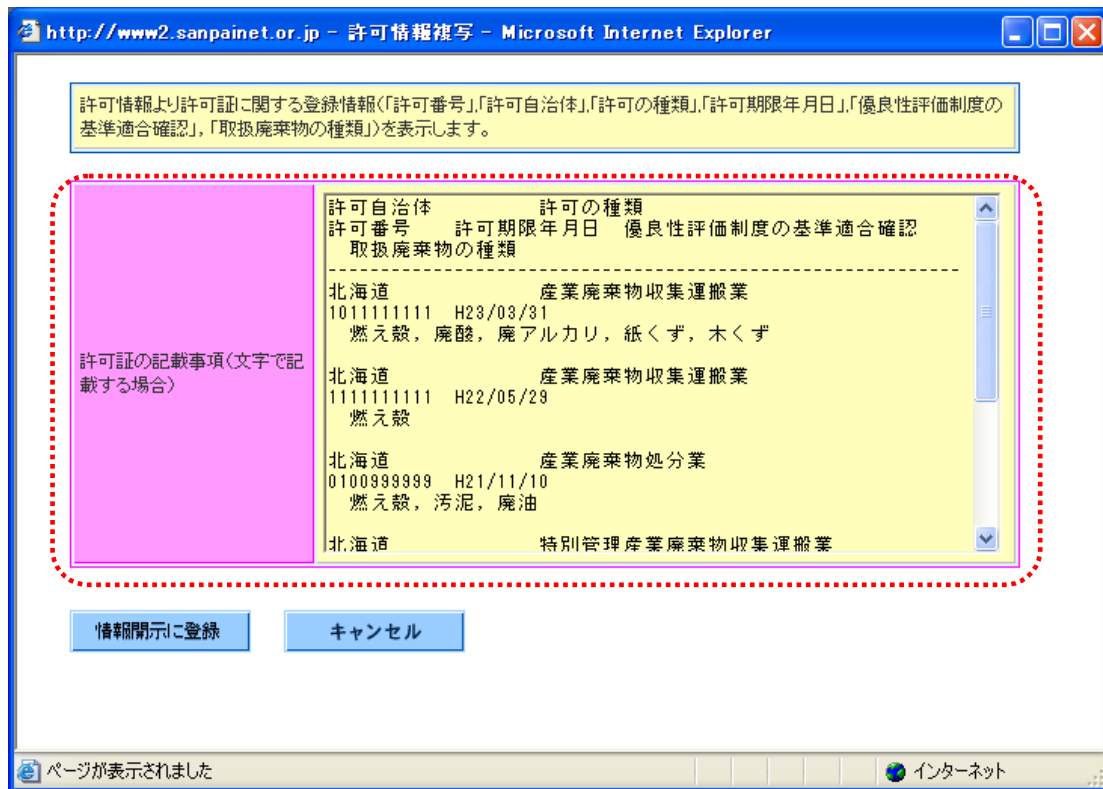 http://www2.sanpainet.or.jp - 許可情報複写 - Microsoft Internet Explorer
許可情報より許可証に関する登録情報(「許可番号」,「許可自治体」,「許可の種類」,「許可期限年月日」,「優良性評価制度の
基準適合確認」,「取扱廃棄物の種類」)を表示します。
許可証の記載事項(文字で記
載する場合)
許可自治体 許可の種類
許可番号 許可期限年月日 優良性評価制度の基準適合確認
取扱廃棄物の種類
------------------------------------------------------------
北海道 産業廃棄物収集運搬業
1011111111 H23/03/31
燃え殻, 廃酸, 廃アルカリ, 紙くず, 木くず
北海道 産業廃棄物収集運搬業
1111111111 H22/05/29
燃え殻
北海道 産業廃棄物処分業
0100999999 H21/11/10
燃え殻, 汚泥, 廃油
北海道 特別管理産業廃棄物収集運搬業
情報開示に登録 キャンセル
ページが表示されました インターネット